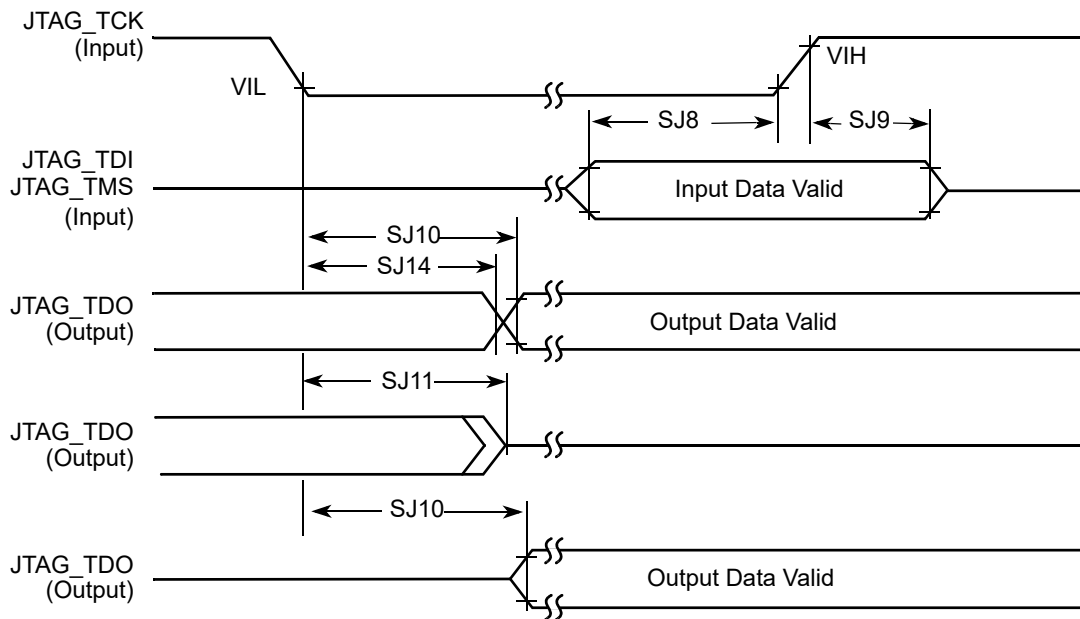 JTAG_TCK
(Input)
VIL
VIH
SJ8
SJ9
JTAG_TDI
JTAG_TMS
(Input)
Input Data Valid
SJ10
SJ14
JTAG_TDO
(Output)
Output Data Valid
SJ11
JTAG_TDO
(Output)
SJ10
JTAG_TDO
(Output)
Output Data Valid